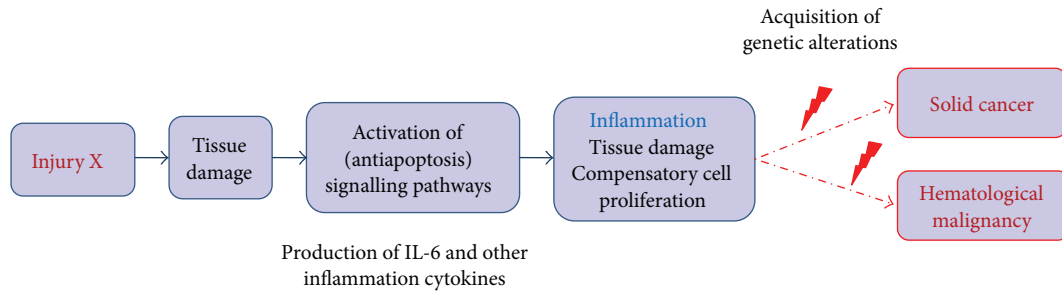 Acquisition of
genetic alterations
Injury X
Tissue
damage
Activation of
(antiapoptosis)
signalling pathways
Inflammation
Tissue damage
Compensatory cell
proliferation
Solid cancer
Hematological
malignancy
Production of IL-6 and other
inflammation cytokines